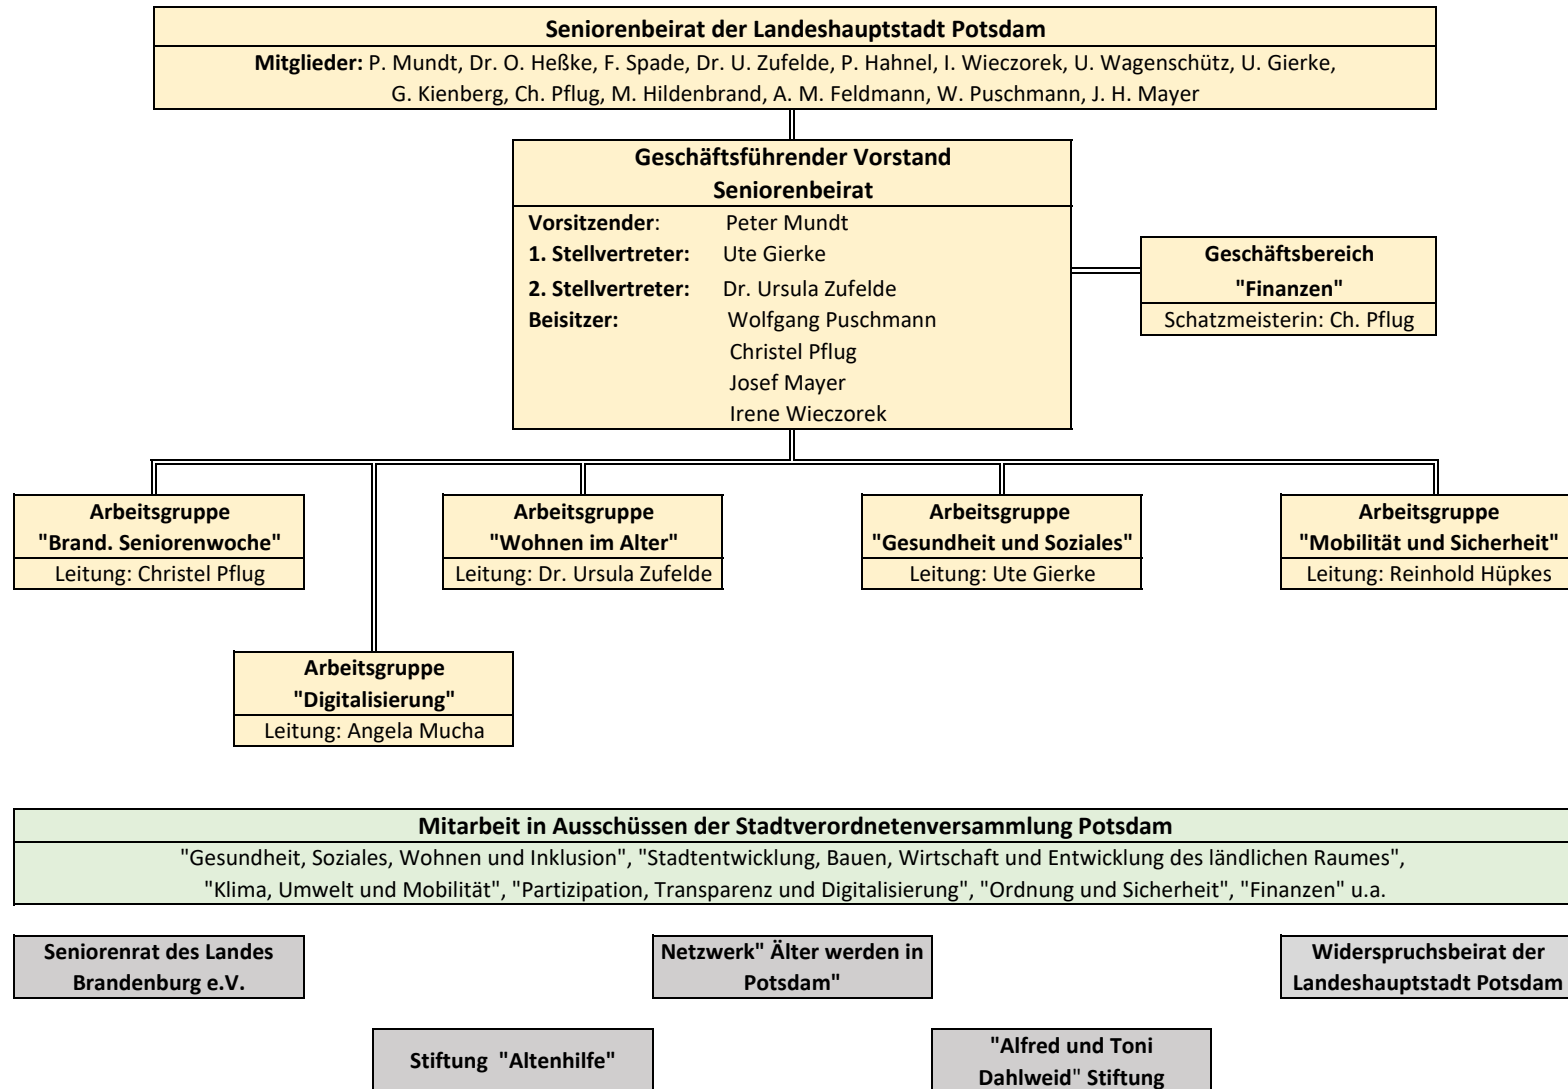 Seniorenbeirat der Landeshauptstadt Potsdam
Mitglieder: P. Mundt, Dr. O. Heßke, F. Spade, Dr. U. Zufelde, P. Hahnel, I. Wieczorek, U. Wagenschütz, U. Gierke,
G. Kienberg, Ch. Pflug, M. Hildenbrand, A. M. Feldmann, W. Puschmann, J. H. Mayer
Geschäftsführender Vorstand
Seniorenbeirat
Vorsitzender: Peter Mundt
1. Stellvertreter: Ute Gierke
2. Stellvertreter: Dr. Ursula Zufelde
Beisitzer: Wolfgang Puschmann
Christel Pflug
Josef Mayer
Irene Wieczorek
Geschäftsbereich
"Finanzen"
Schatzmeisterin: Ch. Pflug
Arbeitsgruppe
"Brand. Seniorenwoche"
Leitung: Christel Pflug
Arbeitsgruppe
"Wohnen im Alter"
Leitung: Dr. Ursula Zufelde
Arbeitsgruppe
"Gesundheit und Soziales"
Leitung: Ute Gierke
Arbeitsgruppe
"Mobilität und Sicherheit"
Leitung: Reinhold Hüpkes
Arbeitsgruppe
"Digitalisierung"
Leitung: Angela Mucha
Mitarbeit in Ausschüssen der Stadtverordnetenversammlung Potsdam
"Gesundheit, Soziales, Wohnen und Inklusion", "Stadtentwicklung, Bauen, Wirtschaft und Entwicklung des ländlichen Raumes",
"Klima, Umwelt und Mobilität", "Partizipation, Transparenz und Digitalisierung", "Ordnung und Sicherheit", "Finanzen" u.a.
Seniorenrat des Landes
Brandenburg e.V.
Netzwerk" Älter werden in
Potsdam"
Widerspruchsbeirat der
Landeshauptstadt Potsdam
Stiftung "Altenhilfe"
"Alfred und Toni
Dahlweid" Stiftung